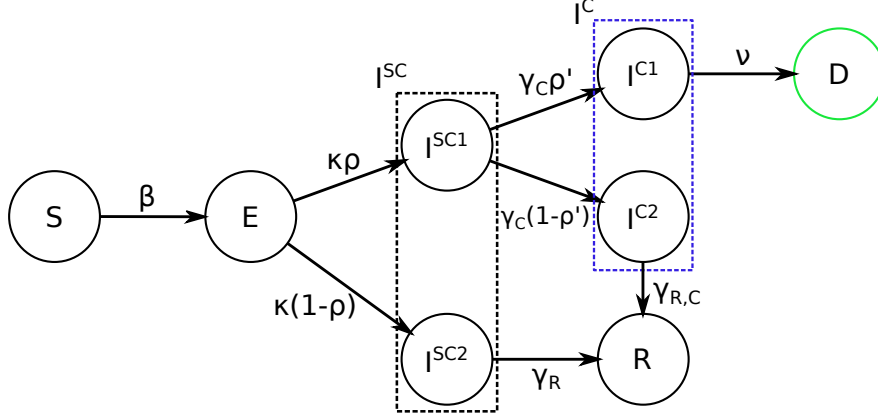 I^C
I^SC
γ_Cρ'
I^C1
ν
D
I^SC1
κρ
S
β
E
γ_C(1-ρ')
I^C2
κ(1-ρ)
γ_R,C
I^SC2
γ_R
R